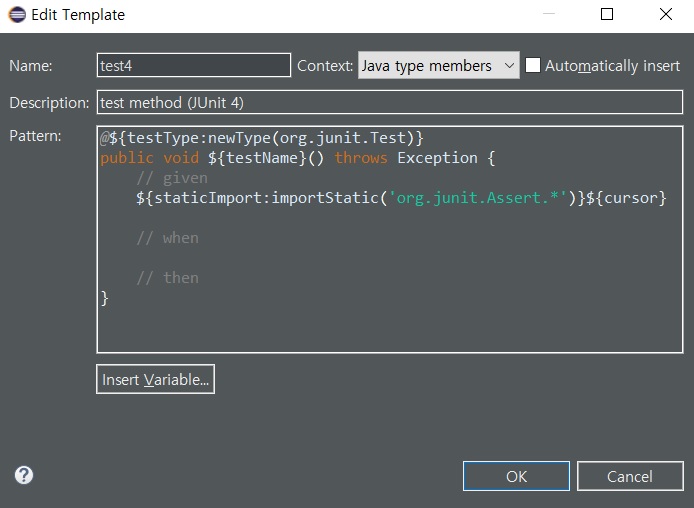 Edit Template
Name: test4 Context: Java type members Automatically insert
Description: test method (JUnit 4)
Pattern:
@${testType:newType(org.junit.Test)}
public void ${testName}() throws Exception {
    // given
    ${staticImport:importStatic('org.junit.Assert.*')}${cursor}
    // when
    // then
}
Insert Variable...
?
OK Cancel